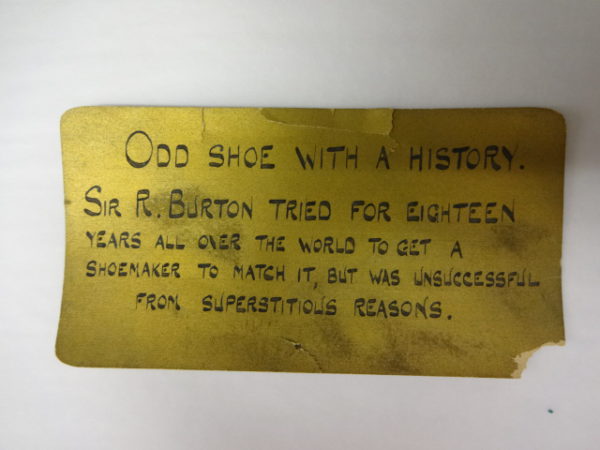 ODD SHOE WITH A HISTORY.
SIR R. BURTON TRIED FOR EIGHTEEN
YEARS ALL OVER THE WORLD TO GET A
SHOEMAKER TO MATCH IT, BUT WAS UNSUCCESSFUL
FROM SUPERSTITIOUS REASONS.